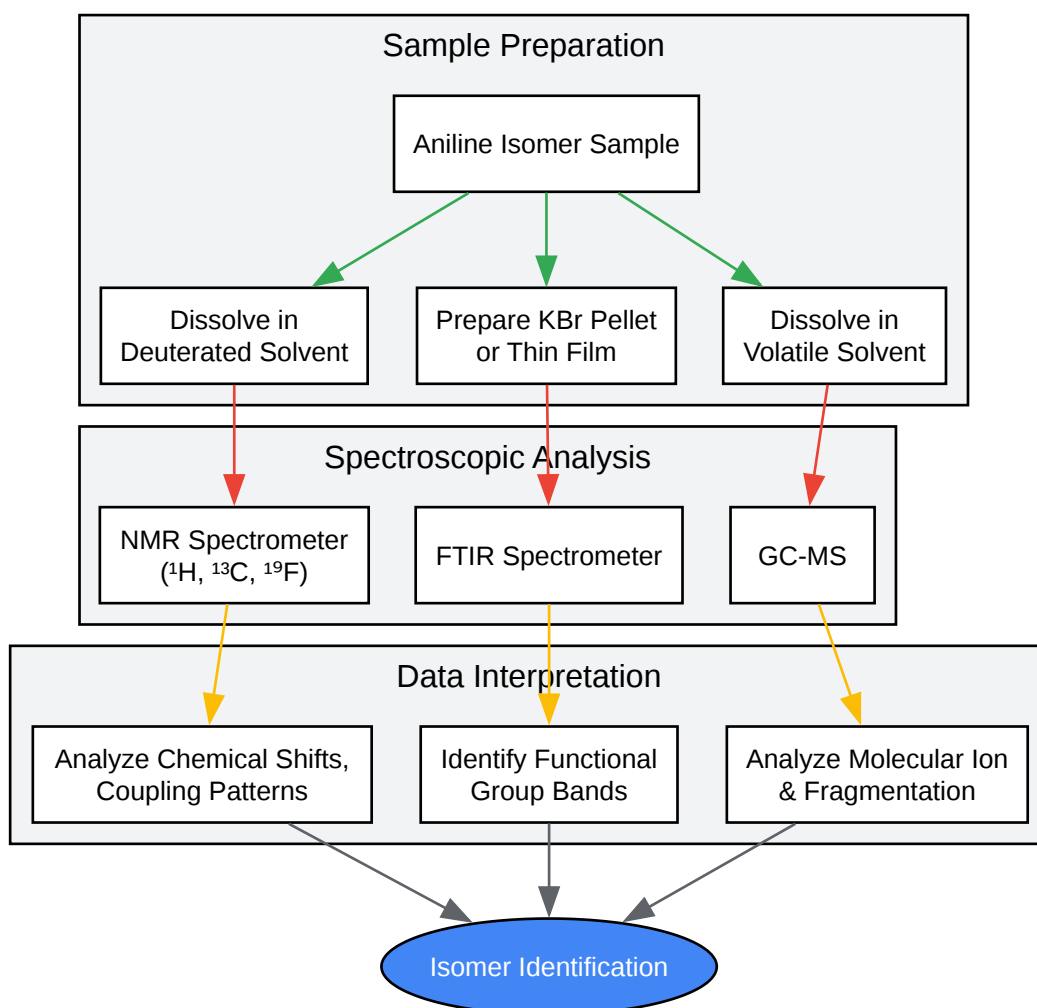 Sample Preparation
Aniline Isomer Sample
Dissolve in
Deuterated Solvent
Prepare KBr Pellet
or Thin Film
Dissolve in
Volatile Solvent
Spectroscopic Analysis
NMR Spectrometer
(¹H, ¹³C, ¹⁹F)
FTIR Spectrometer
GC-MS
Data Interpretation
Analyze Chemical Shifts,
Coupling Patterns
Identify Functional
Group Bands
Analyze Molecular Ion
& Fragmentation
Isomer Identification